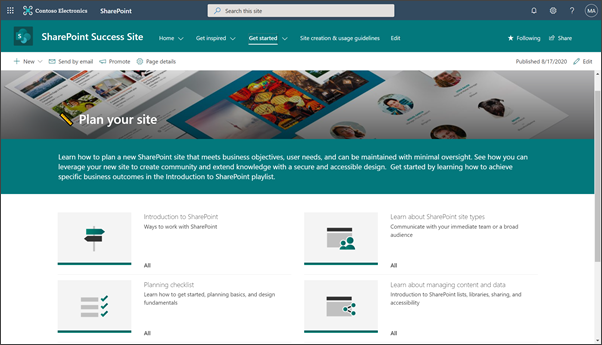 Contoso Electronics SharePoint Search this site MA
SharePoint Success Site Home Get inspired Get started Site creation & usage guidelines Edit Following Share
New Send by email Promote Page details Published 8/17/2020 Edit
Plan your site
Learn how to plan a new SharePoint site that meets business objectives, user needs, and can be maintained with minimal oversight. See how you can
leverage your new site to create community and extend knowledge with a secure and accessible design. Get started by learning how to achieve
specific business outcomes in the Introduction to SharePoint playlist.
Introduction to SharePoint
Ways to work with SharePoint
All
Learn about SharePoint site types
Communicate with your immediate team or a broad
audience
All
Planning checklist
Learn how to get started, planning basics, and design
fundamentals
All
Learn about managing content and data
Introduction to SharePoint lists, libraries, sharing, and
accessibility
All